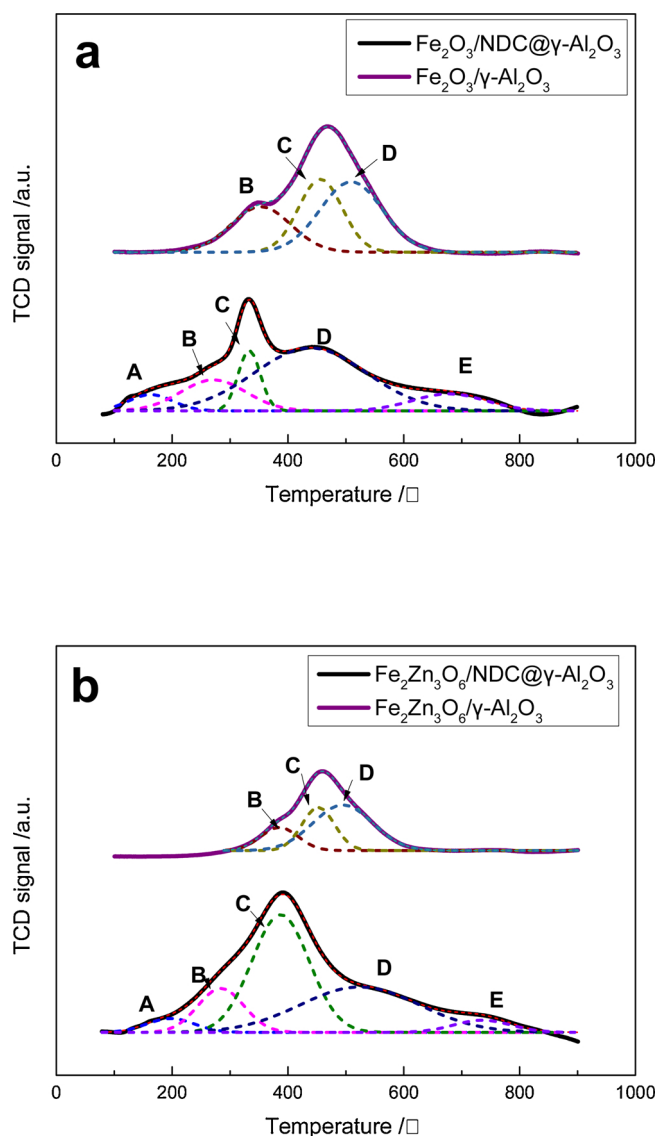 a
Fe₂O₃/NDC@γ-Al₂O₃
Fe₂O₃/γ-Al₂O₃
C
D
B
C
B
D
A
E
TCD signal /a.u.
0 200 400 600 800 1000
Temperature /□
b
Fe₂Zn₃O₆/NDC@γ-Al₂O₃
Fe₂Zn₃O₆/γ-Al₂O₃
C
D
B
C
B
D
A
E
TCD signal /a.u.
0 200 400 600 800 1000
Temperature /□